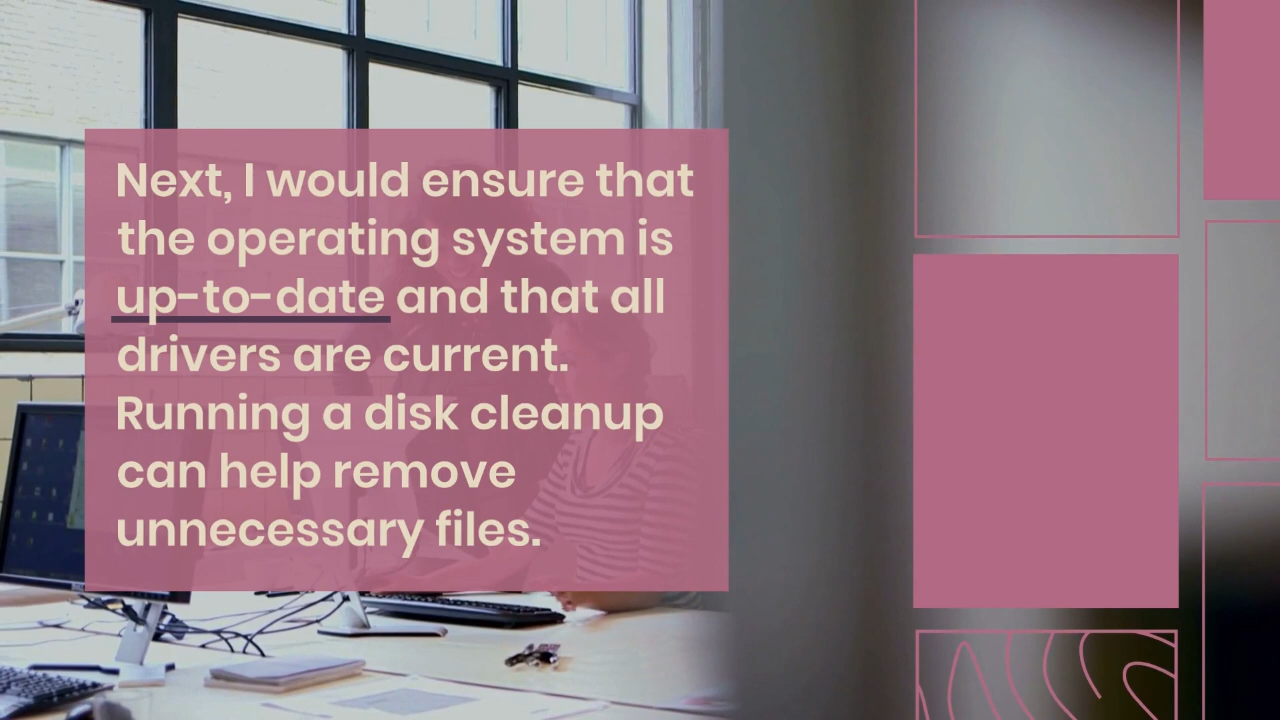 Next, I would ensure that
the operating system is
up-to-date and that all
drivers are current.
Running a disk cleanup
can help remove
unnecessary files.